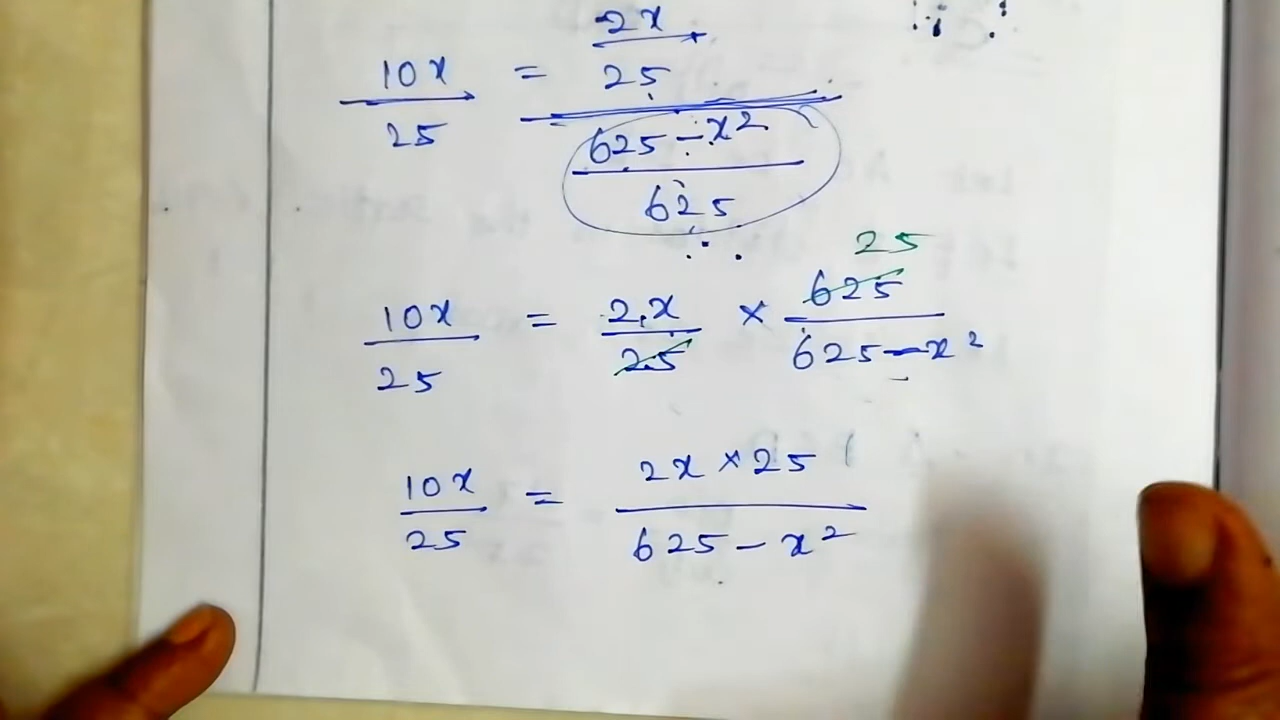 10x/25 = (2x/25)/((625-x²)/625)
10x/25 = 2x/25 × 625/(625-x²) 25
10x/25 = (2x×25)/(625-x²)